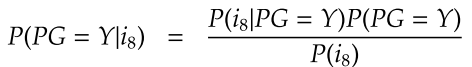 P(PG = Y|i₈) = P(i₈|PG = Y)P(PG = Y)
P(i₈)